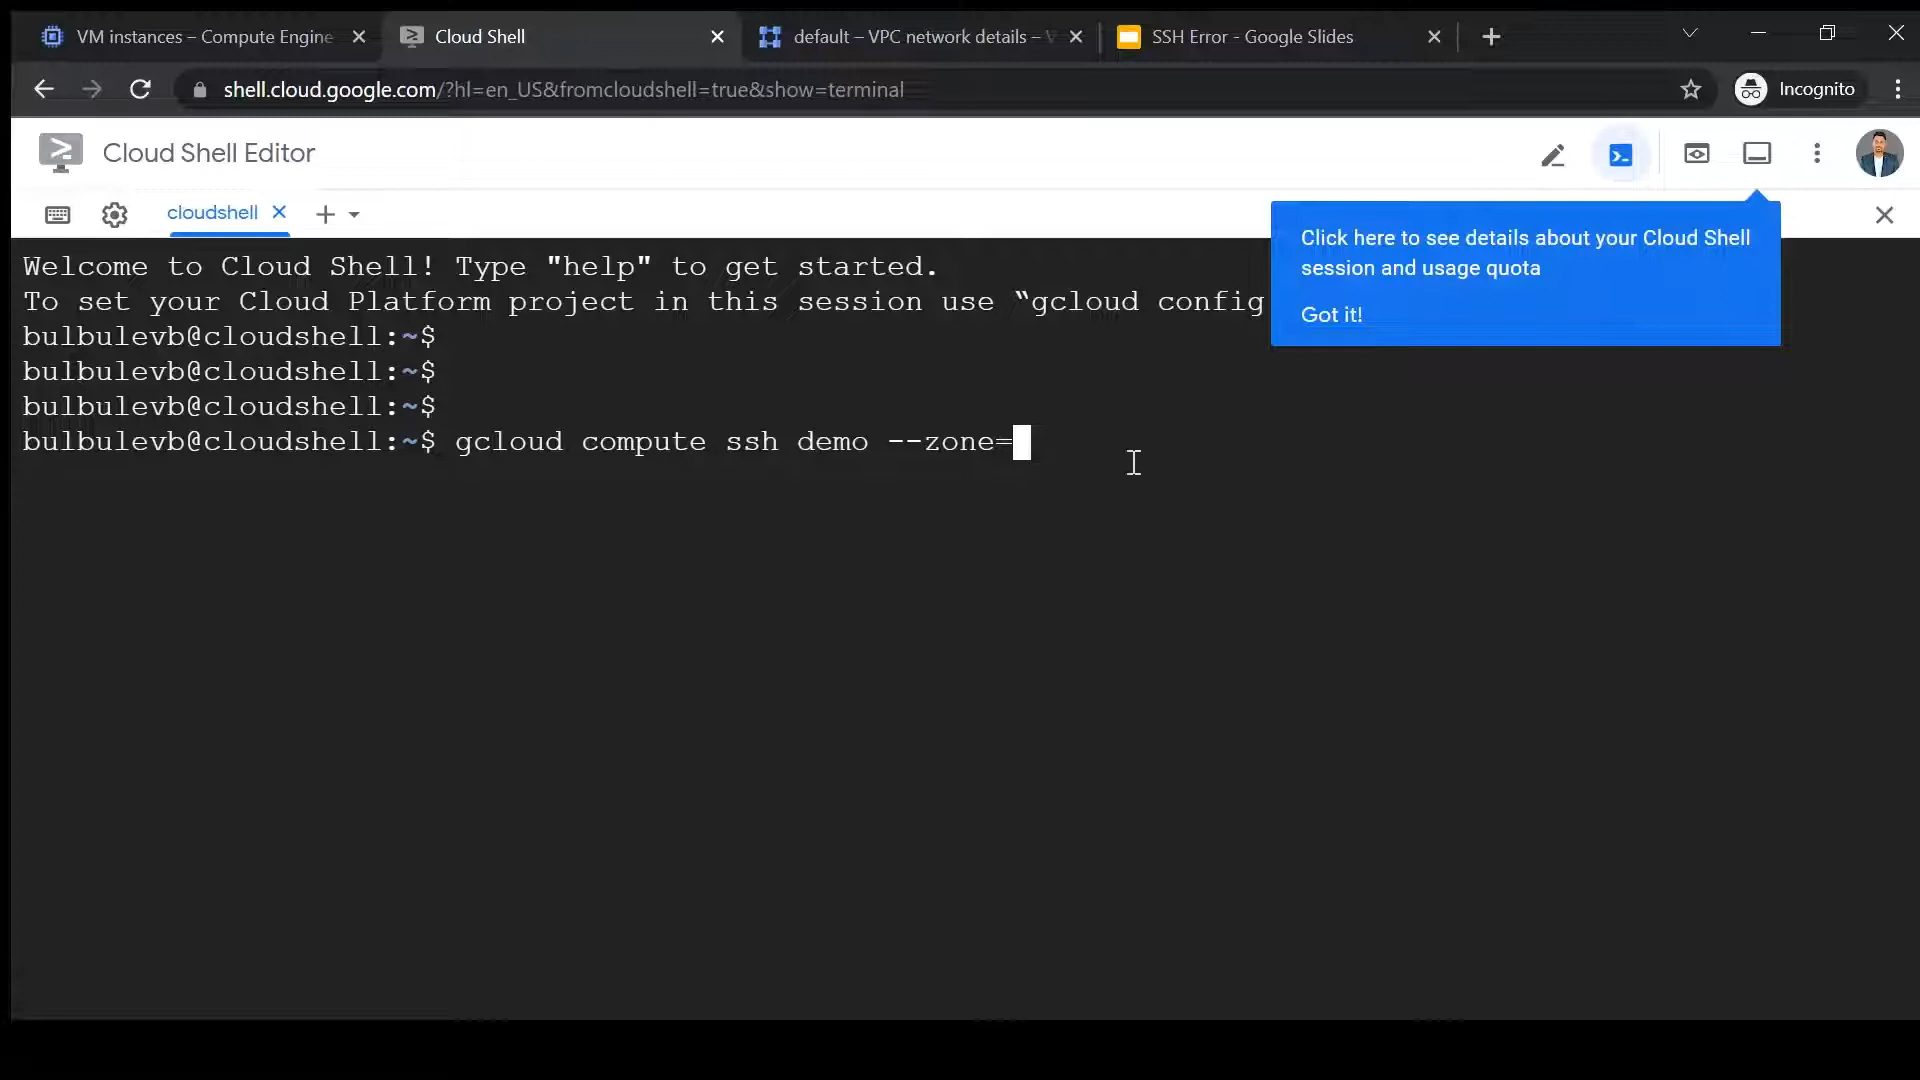 VM instances – Compute Engine
Cloud Shell
default – VPC network details –
SSH Error - Google Slides
shell.cloud.google.com/?hl=en_US&fromcloudshell=true&show=terminal
Incognito
Cloud Shell Editor
cloudshell
Click here to see details about your Cloud Shell
session and usage quota
Got it!
Welcome to Cloud Shell! Type "help" to get started.
To set your Cloud Platform project in this session use “gcloud config
bulbulevb@cloudshell:~$
bulbulevb@cloudshell:~$
bulbulevb@cloudshell:~$
bulbulevb@cloudshell:~$ gcloud compute ssh demo --zone=